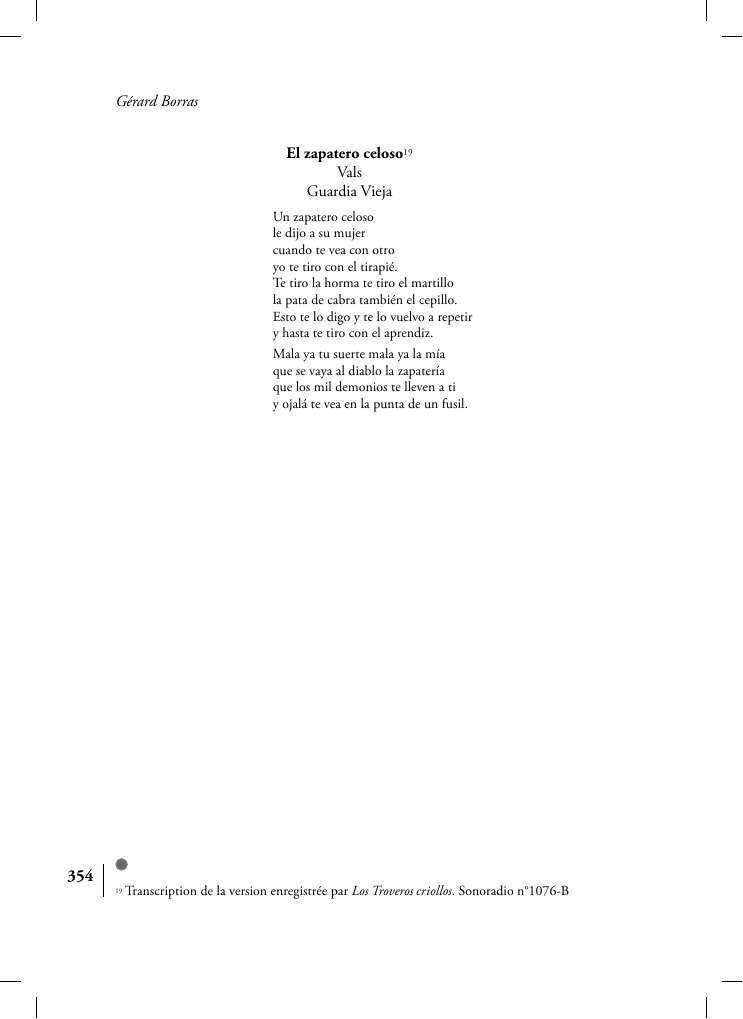 Gérard Borras
El zapatero celoso19
Vals
Guardia Vieja
Un zapatero celoso
le dijo a su mujer
cuando te vea con otro
yo te tiro con el tirapié.
Te tiro la horma te tiro el martillo
la pata de cabra también el cepillo.
Esto te lo digo y te lo vuelvo a repetir
y hasta te tiro con el aprendiz.
Mala ya tu suerte mala ya la mía
que se vaya al diablo la zapatería
que los mil demonios te lleven a ti
y ojalá te vea en la punta de un fusil.
354
19 Transcription de la version enregistrée par Los Troveros criollos. Sonoradio n°1076-B